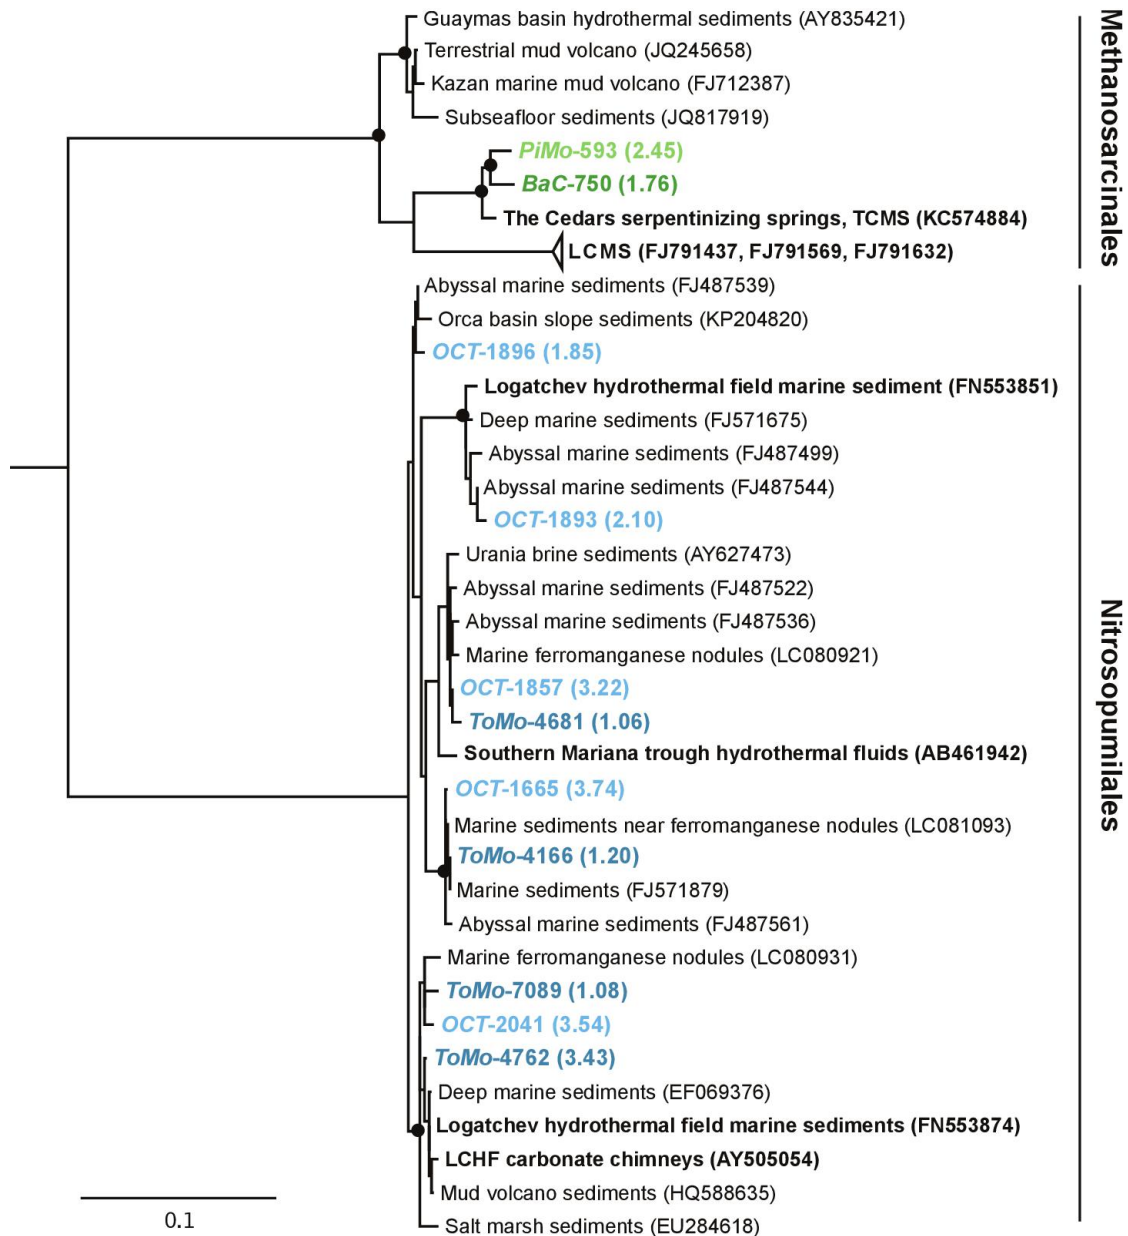 Guaymas basin hydrothermal sediments (AY835421)
Terrestrial mud volcano (JQ245658)
Kazan marine mud volcano (FJ712387)
Subseafloor sediments (JQ817919)
PiMo-593 (2.45)
BaC-750 (1.76)
The Cedars serpentinizing springs, TCMS (KC574884)
LCMS (FJ791437, FJ791569, FJ791632)
Methanosarcinales
Abyssal marine sediments (FJ487539)
Orca basin slope sediments (KP204820)
OCT-1896 (1.85)
Logatchev hydrothermal field marine sediment (FN553851)
Deep marine sediments (FJ571675)
Abyssal marine sediments (FJ487499)
Abyssal marine sediments (FJ487544)
OCT-1893 (2.10)
Urania brine sediments (AY627473)
Abyssal marine sediments (FJ487522)
Abyssal marine sediments (FJ487536)
Marine ferromanganese nodules (LC080921)
OCT-1857 (3.22)
ToMo-4681 (1.06)
Southern Mariana trough hydrothermal fluids (AB461942)
OCT-1665 (3.74)
Marine sediments near ferromanganese nodules (LC081093)
ToMo-4166 (1.20)
Marine sediments (FJ571879)
Abyssal marine sediments (FJ487561)
Marine ferromanganese nodules (LC080931)
ToMo-7089 (1.08)
OCT-2041 (3.54)
ToMo-4762 (3.43)
Deep marine sediments (EF069376)
Logatchev hydrothermal field marine sediments (FN553874)
LCHF carbonate chimneys (AY505054)
Mud volcano sediments (HQ588635)
Salt marsh sediments (EU284618)
Nitrosopumilales
0.1